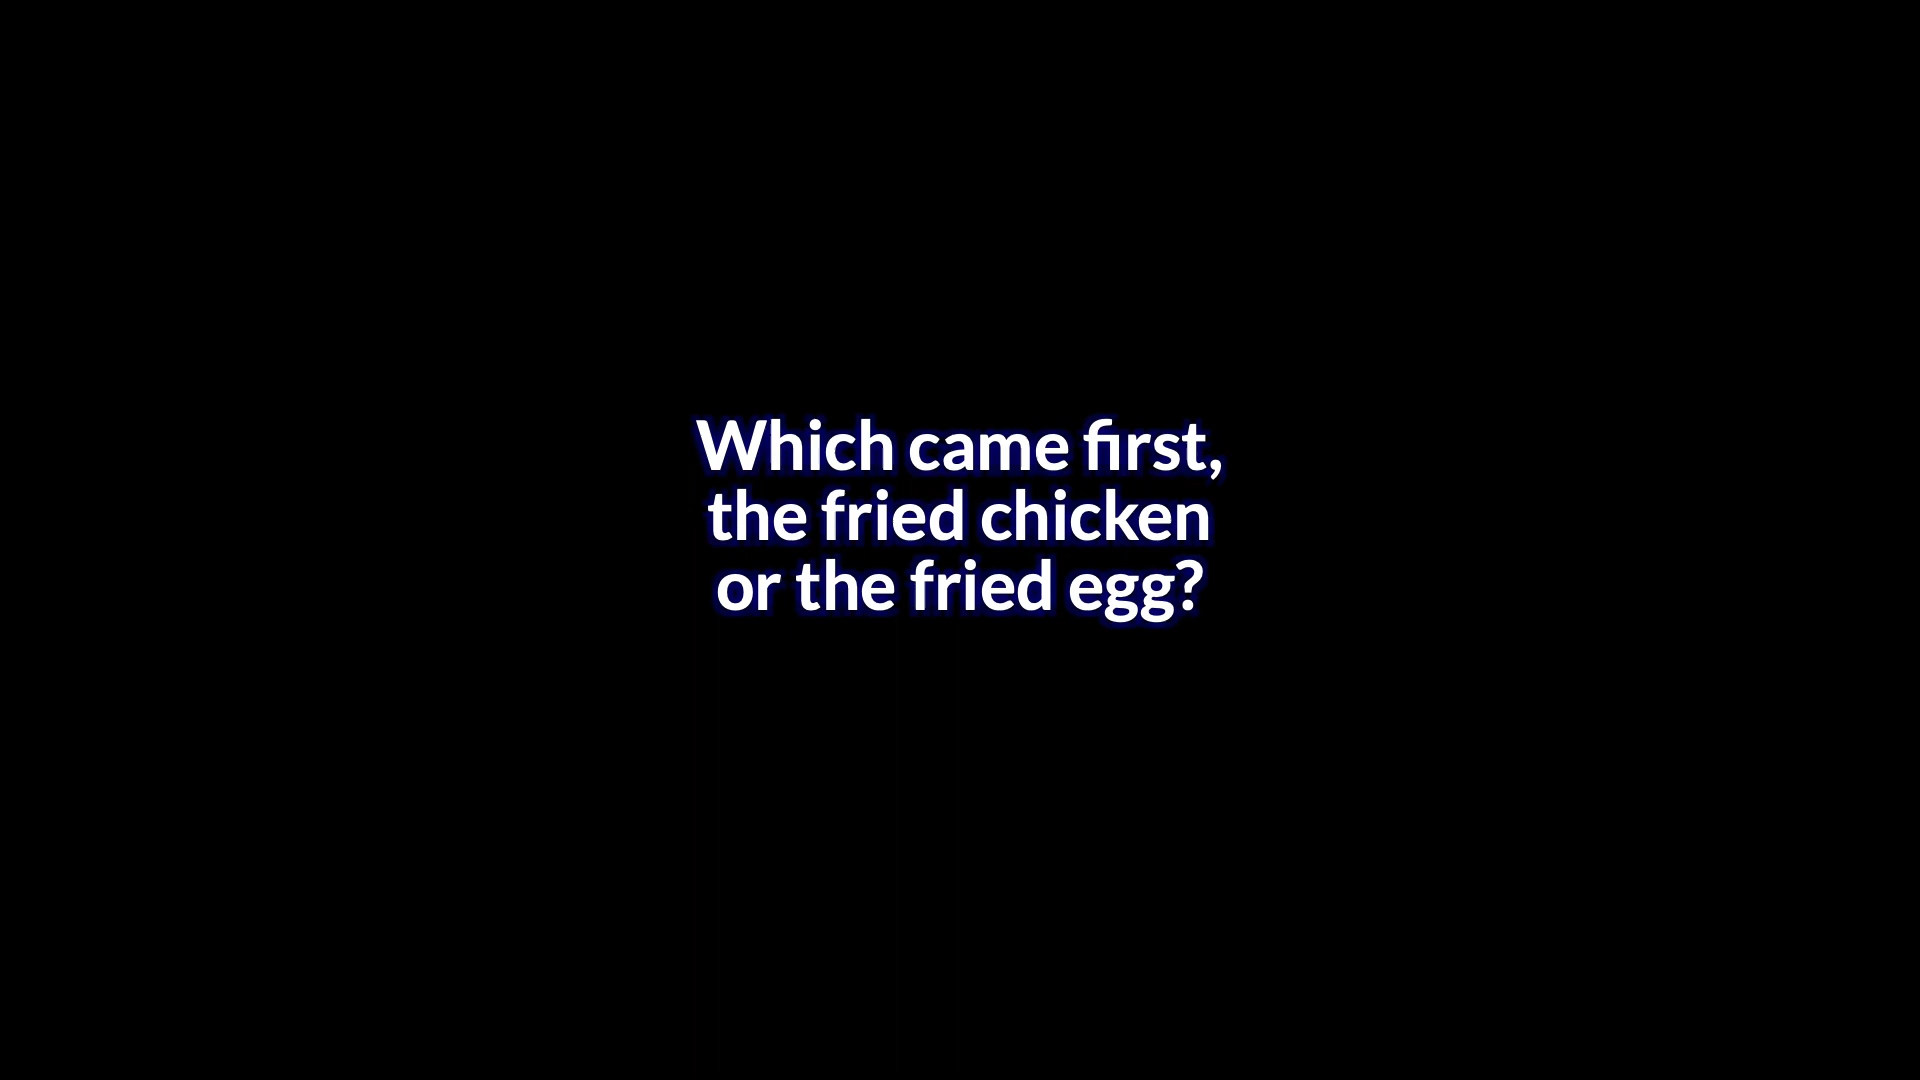 Which came first,
the fried chicken
or the fried egg?